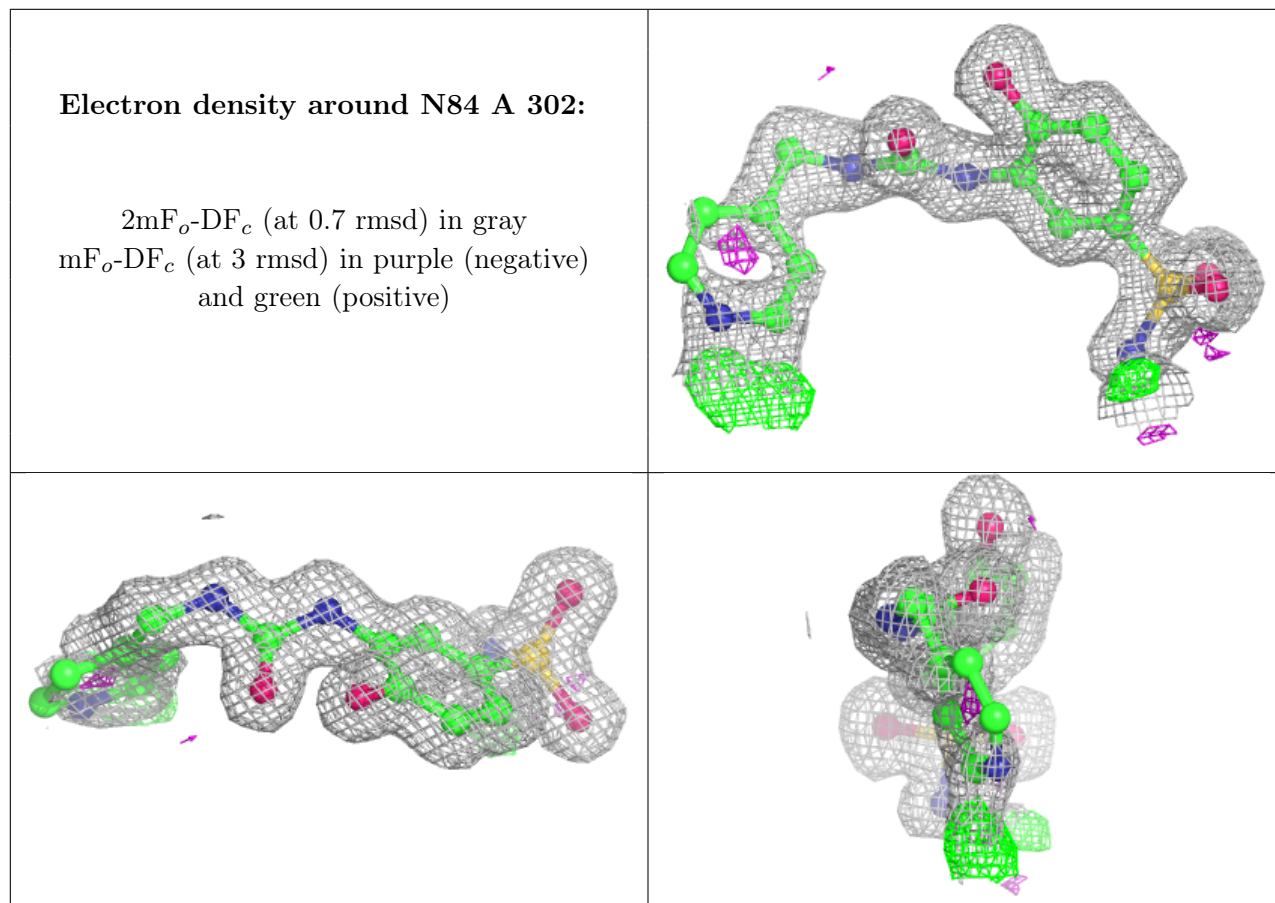 Electron density around N84 A 302:
2mFo-DFc (at 0.7 rmsd) in gray
mFo-DFc (at 3 rmsd) in purple (negative)
and green (positive)